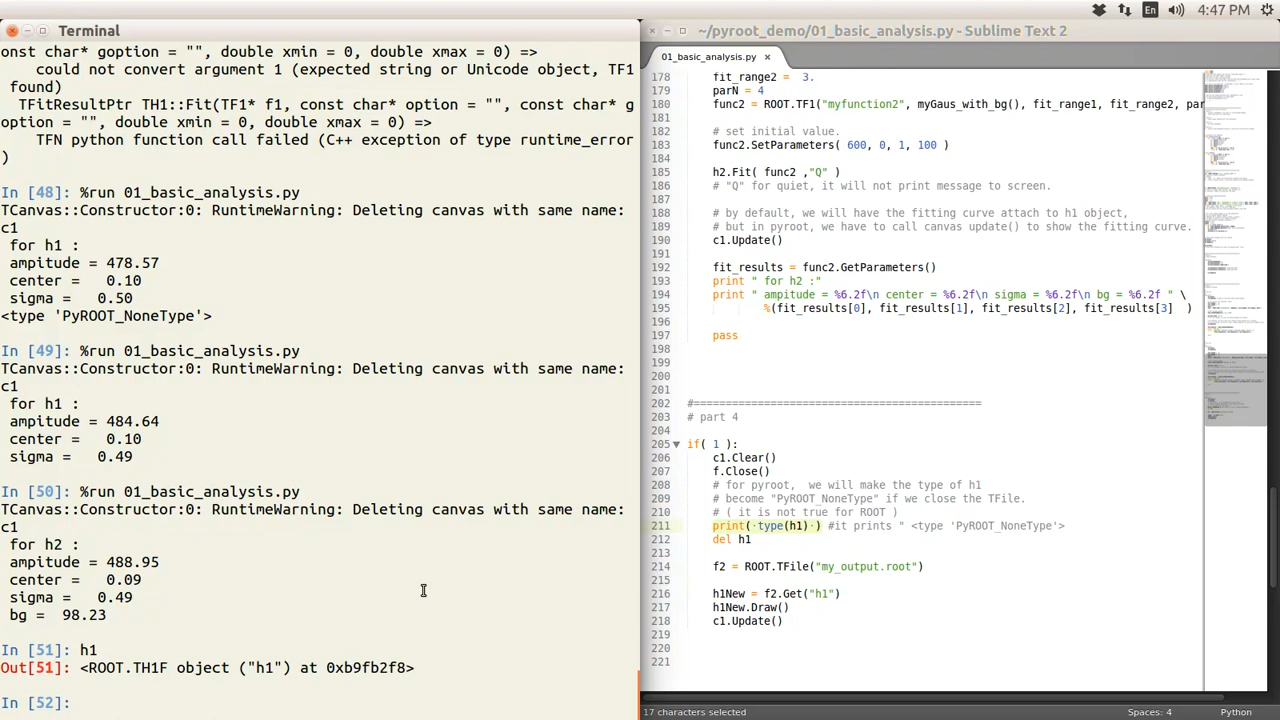 En 4:47 PM
Terminal
onst char* goption = "", double xmin = 0, double xmax = 0) =>
could not convert argument 1 (expected string or Unicode object, TF1
found)
TFitResultPtr TH1::Fit(TF1* f1, const char* option = "", const char* g
option = "", double xmin = 0, double xmax = 0) =>
TFN python function call failed (C++ exception of type runtime_error
)
In [48]: %run 01_basic_analysis.py
TCanvas::Constructor:0: RuntimeWarning: Deleting canvas with same name:
c1
for h1 :
ampitude = 478.57
center =   0.10
sigma =   0.50
<type 'PyROOT_NoneType'>
In [49]: %run 01_basic_analysis.py
TCanvas::Constructor:0: RuntimeWarning: Deleting canvas with same name:
c1
for h1 :
ampitude = 484.64
center =   0.10
sigma =   0.49
In [50]: %run 01_basic_analysis.py
TCanvas::Constructor:0: RuntimeWarning: Deleting canvas with same name:
c1
for h2 :
ampitude = 488.95
center =   0.09
sigma =   0.49
bg =  98.23
In [51]: h1
Out[51]: <ROOT.TH1F object ("h1") at 0xb9fb2f8>
In [52]:
~/pyroot_demo/01_basic_analysis.py - Sublime Text 2
01_basic_analysis.py ×
178 fit_range2 =  3.
179 parN = 4
180 func2 = ROOT.TF1("myfunction2", myGaus_with_bg(), fit_range1, fit_range2, par
181
182 # set initial value.
183 func2.SetParameters( 600, 0, 1, 100 )
184
185 h2.Fit( func2 ,"Q" )
186 # "Q" for quiet, it will not print message to screen.
187
188 # by default, we will have the fitting curve attach to h1 object,
189 # but in pyroot, we have to call canvas update() to show the fitting curve.
190 c1.Update()
191
192 fit_results = func2.GetParameters()
193 print " for h2 :"
194 print " ampitude = %6.2f\n center = %6.2f\n sigma = %6.2f\n bg = %6.2f " \
195 %(fit_results[0], fit_results[1], fit_results[2], fit_results[3]
196
197 pass
198
199
200
201
202 #===========================================
203 # part 4
204
205 if( 1 ):
206 c1.Clear()
207 f.Close()
208 # for pyroot,  we will make the type of h1
209 # become "PyROOT_NoneType" if we close the TFile.
210 # ( it is not true for ROOT )
211 print( type(h1) ) #it prints " <type 'PyROOT_NoneType'>
212 del h1
213
214 f2 = ROOT.TFile("my_output.root")
215
216 h1New = f2.Get("h1")
217 h1New.Draw()
218 c1.Update()
219
220
221
17 characters selected Spaces: 4 Python